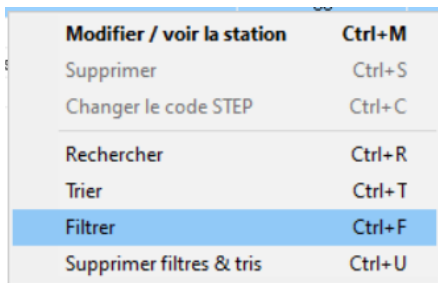 Modifier / voir la station Ctrl+M
Supprimer Ctrl+S
Changer le code STEP Ctrl+C
Rechercher Ctrl+R
Trier Ctrl+T
Filtrer Ctrl+F
Supprimer filtres & tris Ctrl+U